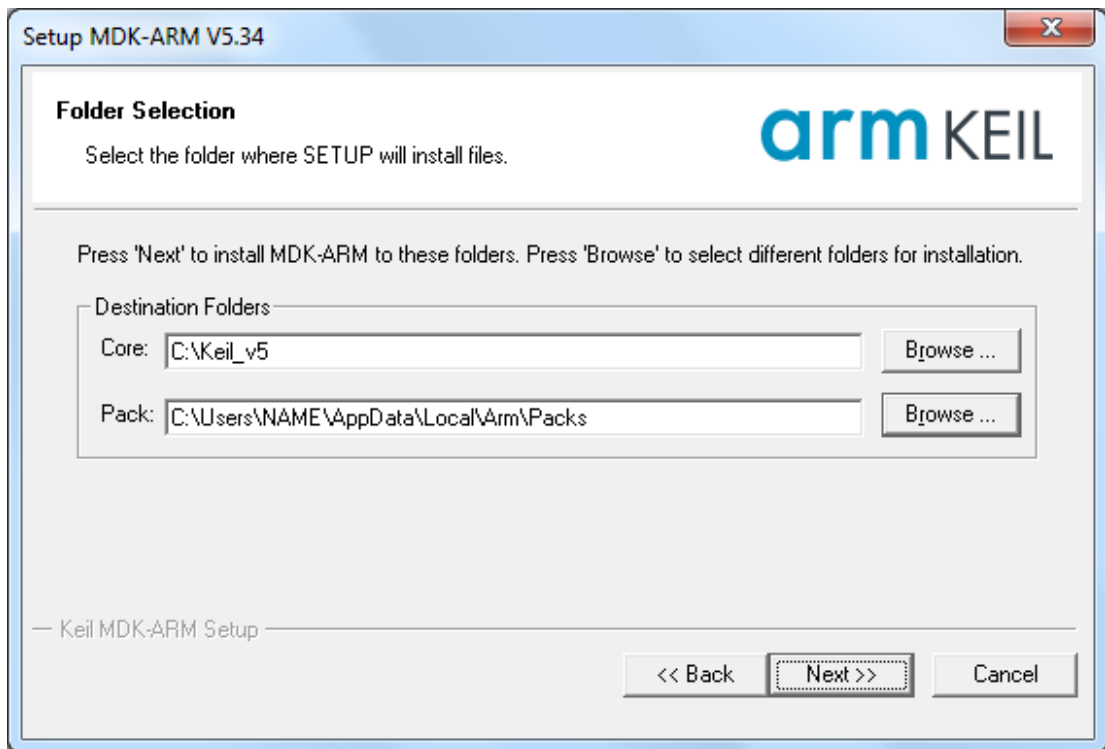 Setup MDK-ARM V5.34
Folder Selection
arm KEIL
Select the folder where SETUP will install files.
Press 'Next' to install MDK-ARM to these folders. Press 'Browse' to select different folders for installation.
Destination Folders
Core: C:\Keil_v5 Browse ...
Pack: C:\Users\NAME\AppData\Local\Arm\Packs Browse ...
Keil MDK-ARM Setup
<< Back Next >> Cancel